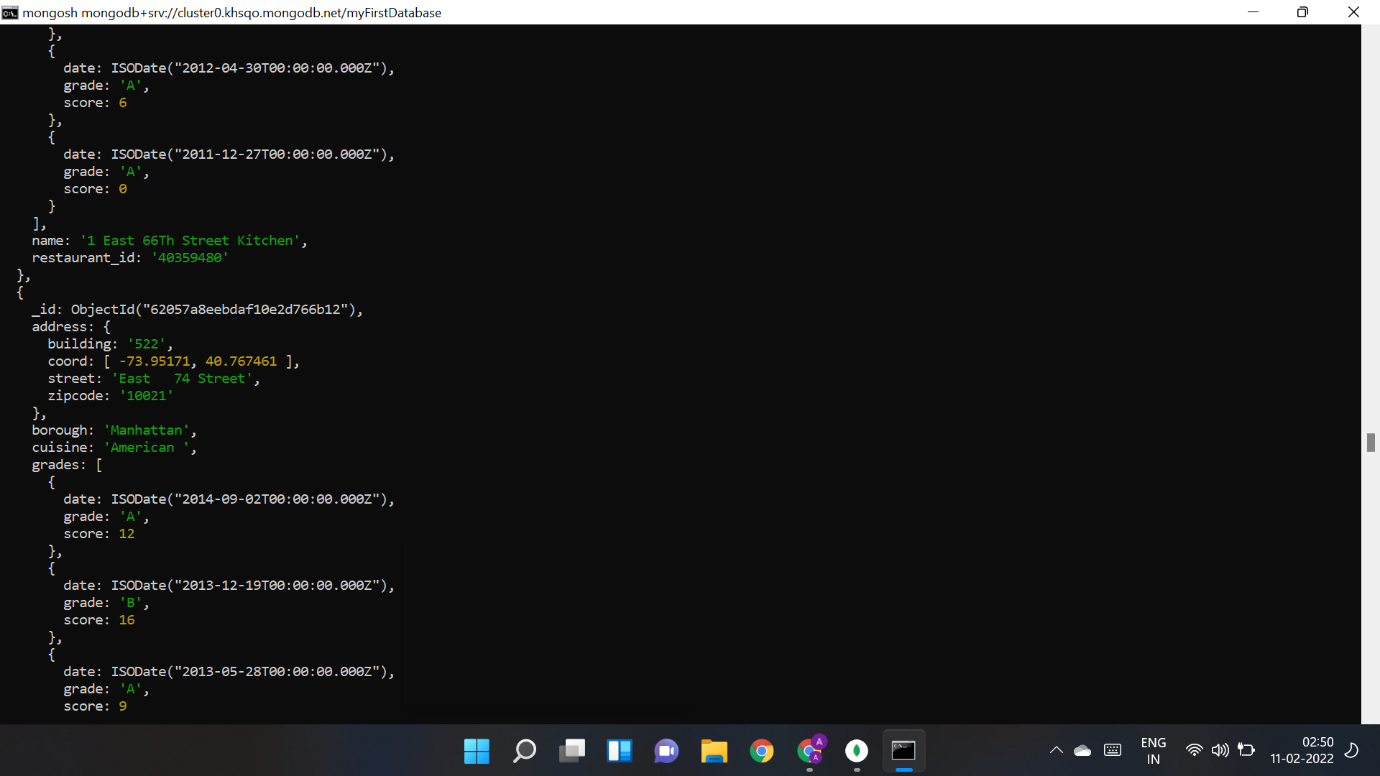 mongosh mongodb+srv://cluster0.khsqo.mongodb.net/myFirstDatabase
},
{
date: ISODate("2012-04-30T00:00:00.000Z"),
grade: 'A',
score: 6
},
{
date: ISODate("2011-12-27T00:00:00.000Z"),
grade: 'A',
score: 0
}
],
name: '1 East 66Th Street Kitchen',
restaurant_id: '40359480'
},
{
_id: ObjectId("62057a8eebdaf10e2d766b12"),
address: {
building: '522',
coord: [ -73.95171, 40.767461 ],
street: 'East   74 Street',
zipcode: '10021'
},
borough: 'Manhattan',
cuisine: 'American ',
grades: [
{
date: ISODate("2014-09-02T00:00:00.000Z"),
grade: 'A',
score: 12
},
{
date: ISODate("2013-12-19T00:00:00.000Z"),
grade: 'B',
score: 16
},
{
date: ISODate("2013-05-28T00:00:00.000Z"),
grade: 'A',
score: 9
A
A
ENG
IN
02:50
11-02-2022